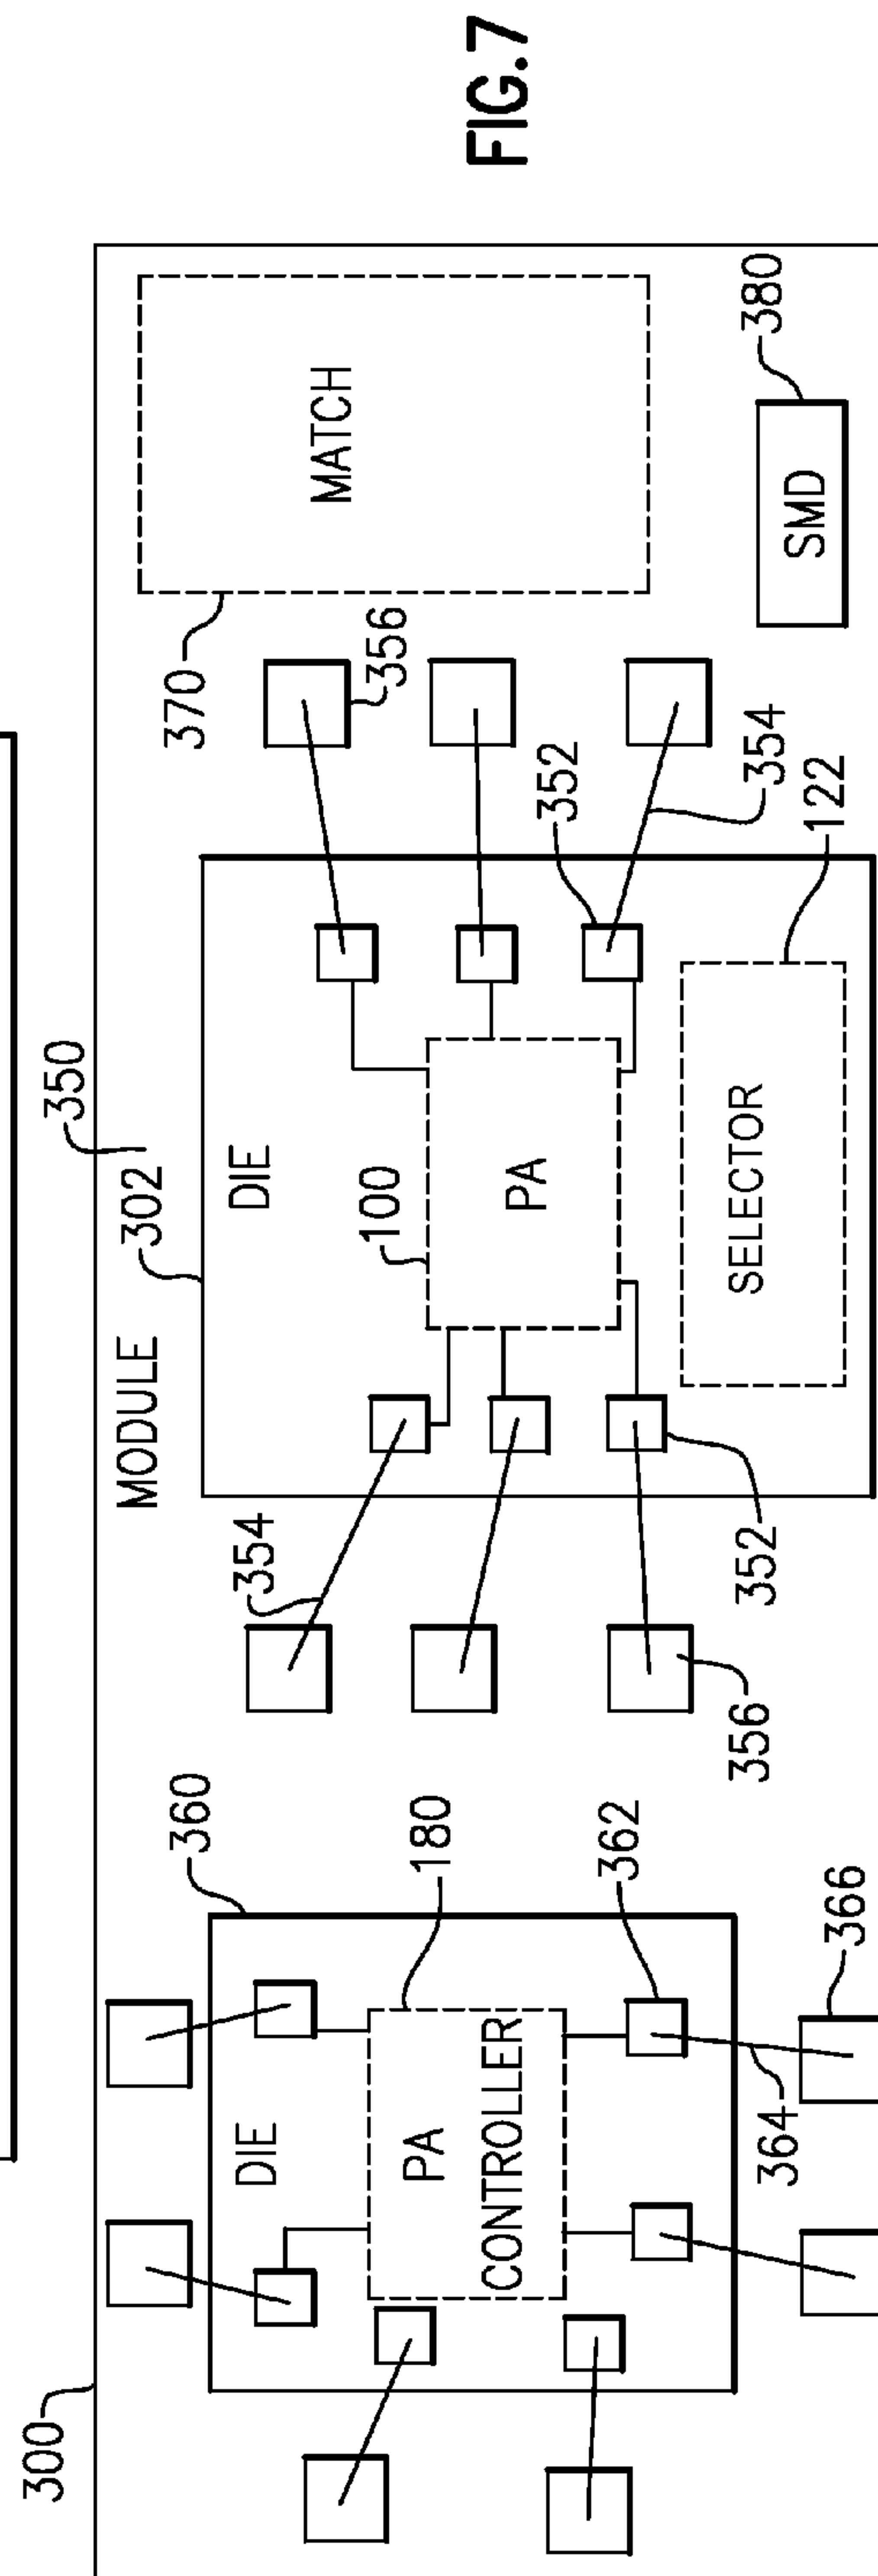 FIG.7
300
MODULE
350
302
DIE
100
PA
SELECTOR
122
352
354
356
352
354
356
370
MATCH
SMD
380
360
DIE
180
PA
CONTROLLER
362
364
366